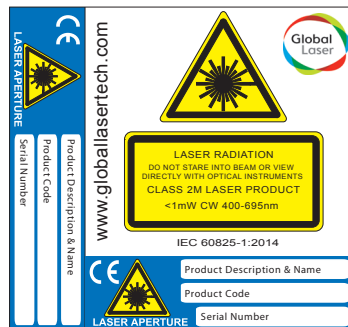 CE
LASER APERTURE
Serial Number
Product Code
Product Description & Name
www.globallasertech.com
Global
Laser
LASER RADIATION
DO NOT STARE INTO BEAM OR VIEW
DIRECTLY WITH OPTICAL INSTRUMENTS
CLASS 2M LASER PRODUCT
<1mW CW 400-695nm
IEC 60825-1:2014
CE
LASER APERTURE
Product Description & Name
Product Code
Serial Number